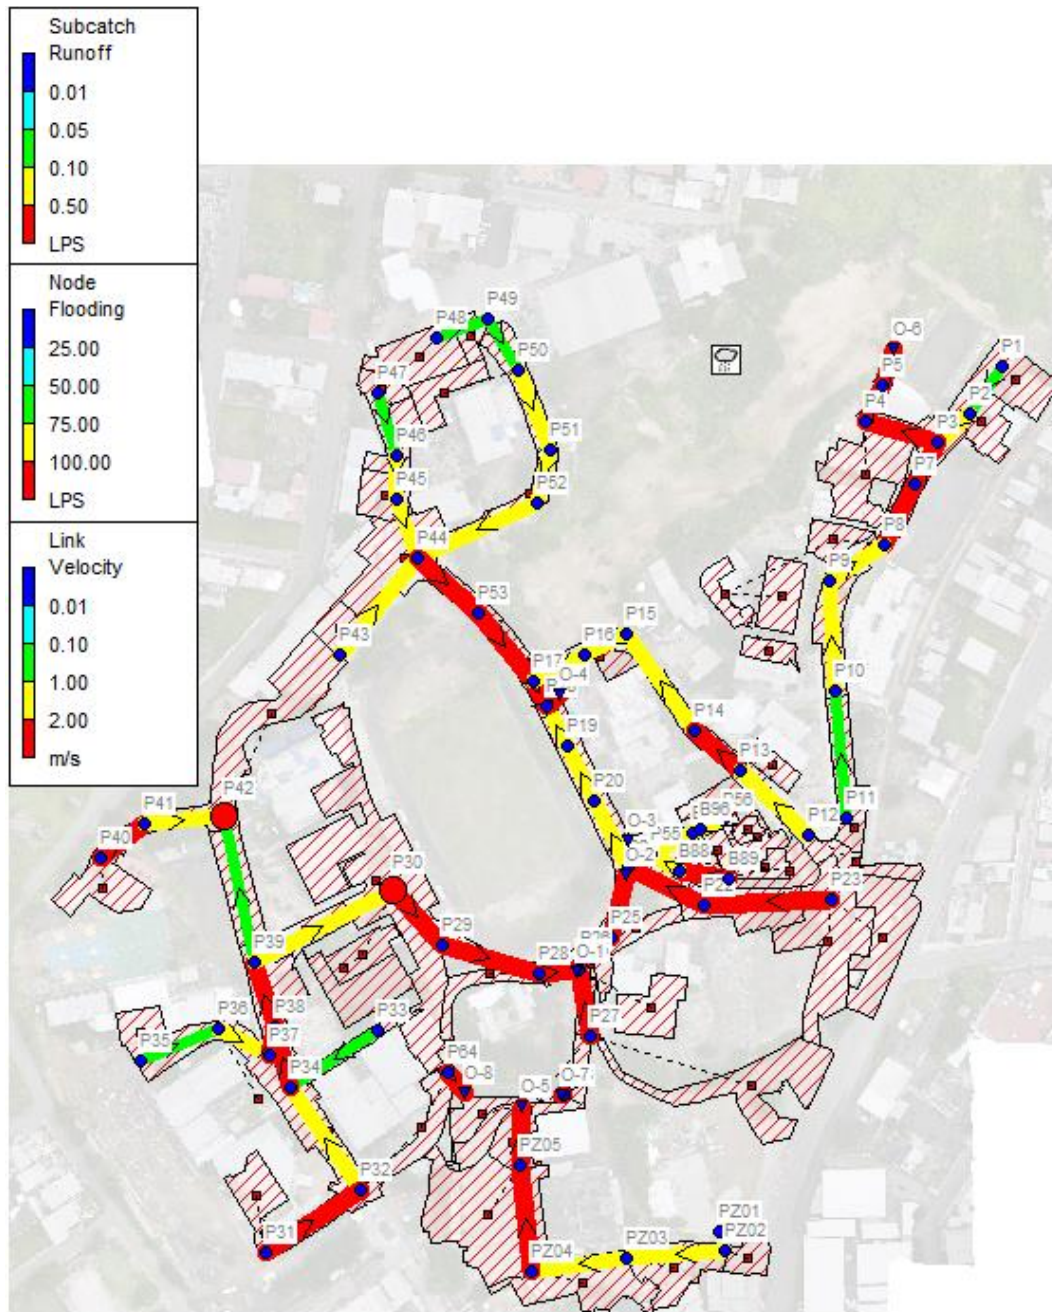 Subcatch
Runoff
0.01
0.05
0.10
0.50
LPS
Node
Flooding
25.00
50.00
75.00
100.00
LPS
Link
Velocity
0.01
0.10
1.00
2.00
m/s
P49
P48
P50
P47
P46
P45
P51
P52
P44
P43
P53
O-6
P1
P5
P4
P2
P3
P7
P8
P9
P10
P11
P15
P16
P17
O-4
P19
P14
P13
P20
P12
B96
O-3
P55
O-2
B88
B89
P22
P23
P25
P42
P41
P40
P30
P29
P28
O-1
P39
P38
P36
P37
P35
P33
P34
P27
P64
O-8
O-5
O-7
PZ05
P32
P31
PZ04
PZ03
PZ01
PZ02